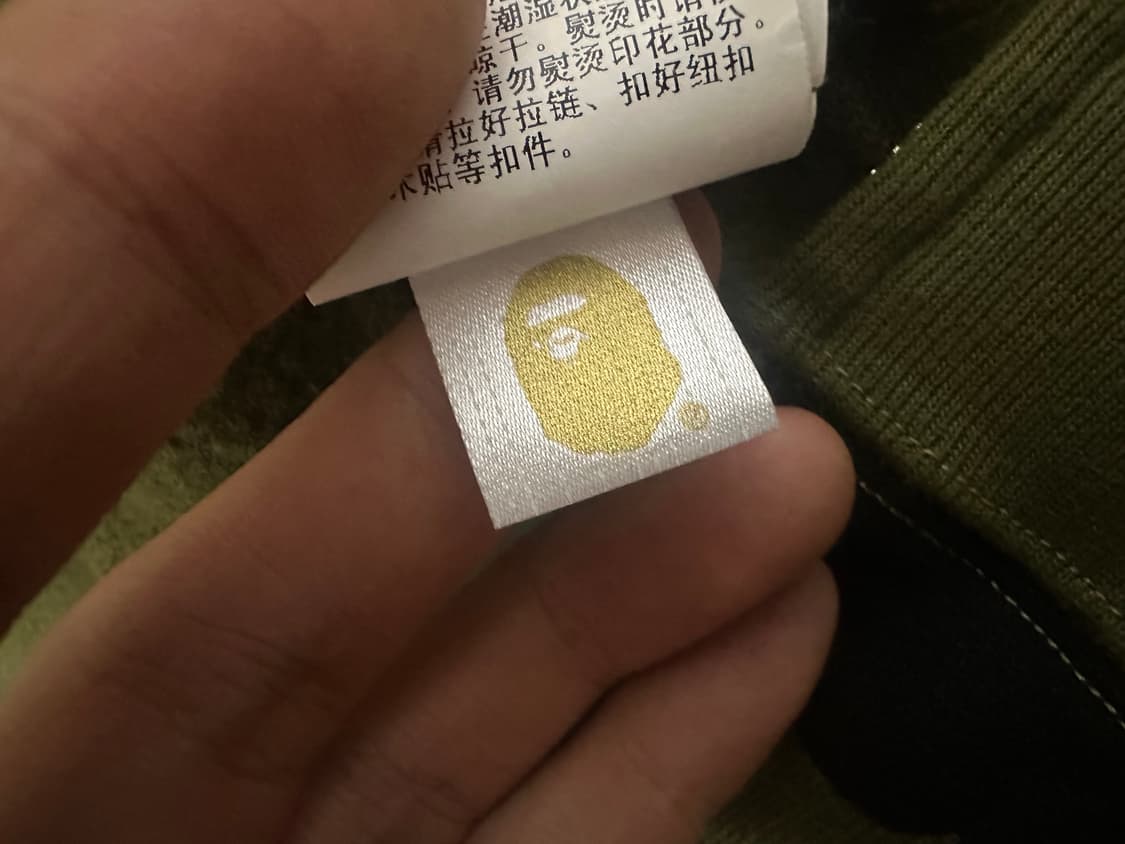 潮湿
晾干。熨烫时请
请勿熨烫印花部分。
请拉好拉链、扣好纽扣
贴等扣件。
®